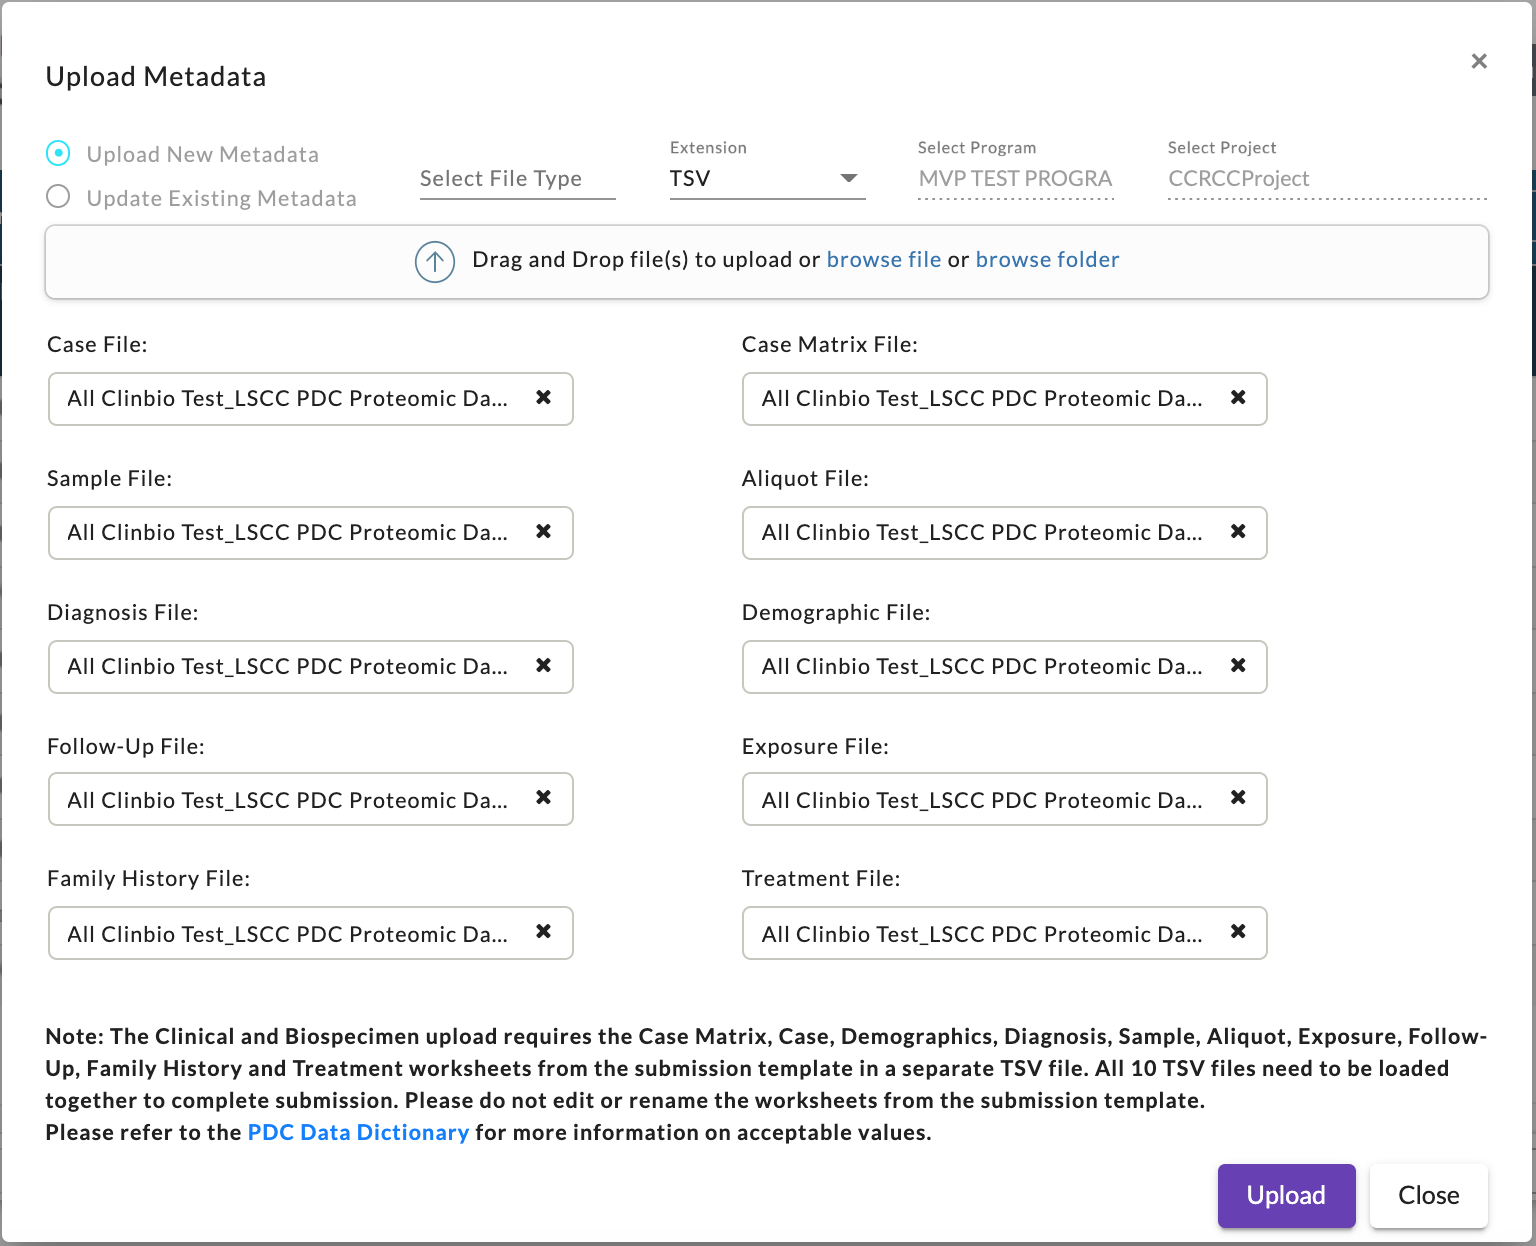 Upload Metadata
Upload New Metadata
Update Existing Metadata
Select File Type
Extension
TSV
Select Program
MVP TEST PROGRA
Select Project
CCRCCProject
Drag and Drop file(s) to upload or browse file or browse folder
Case File:
All Clinbio Test_LSCC PDC Proteomic Da...
Case Matrix File:
All Clinbio Test_LSCC PDC Proteomic Da...
Sample File:
All Clinbio Test_LSCC PDC Proteomic Da...
Aliquot File:
All Clinbio Test_LSCC PDC Proteomic Da...
Diagnosis File:
All Clinbio Test_LSCC PDC Proteomic Da...
Demographic File:
All Clinbio Test_LSCC PDC Proteomic Da...
Follow-Up File:
All Clinbio Test_LSCC PDC Proteomic Da...
Exposure File:
All Clinbio Test_LSCC PDC Proteomic Da...
Family History File:
All Clinbio Test_LSCC PDC Proteomic Da...
Treatment File:
All Clinbio Test_LSCC PDC Proteomic Da...
Note: The Clinical and Biospecimen upload requires the Case Matrix, Case, Demographics, Diagnosis, Sample, Aliquot, Exposure, Follow-
Up, Family History and Treatment worksheets from the submission template in a separate TSV file. All 10 TSV files need to be loaded
together to complete submission. Please do not edit or rename the worksheets from the submission template.
Please refer to the PDC Data Dictionary for more information on acceptable values.
Upload
Close